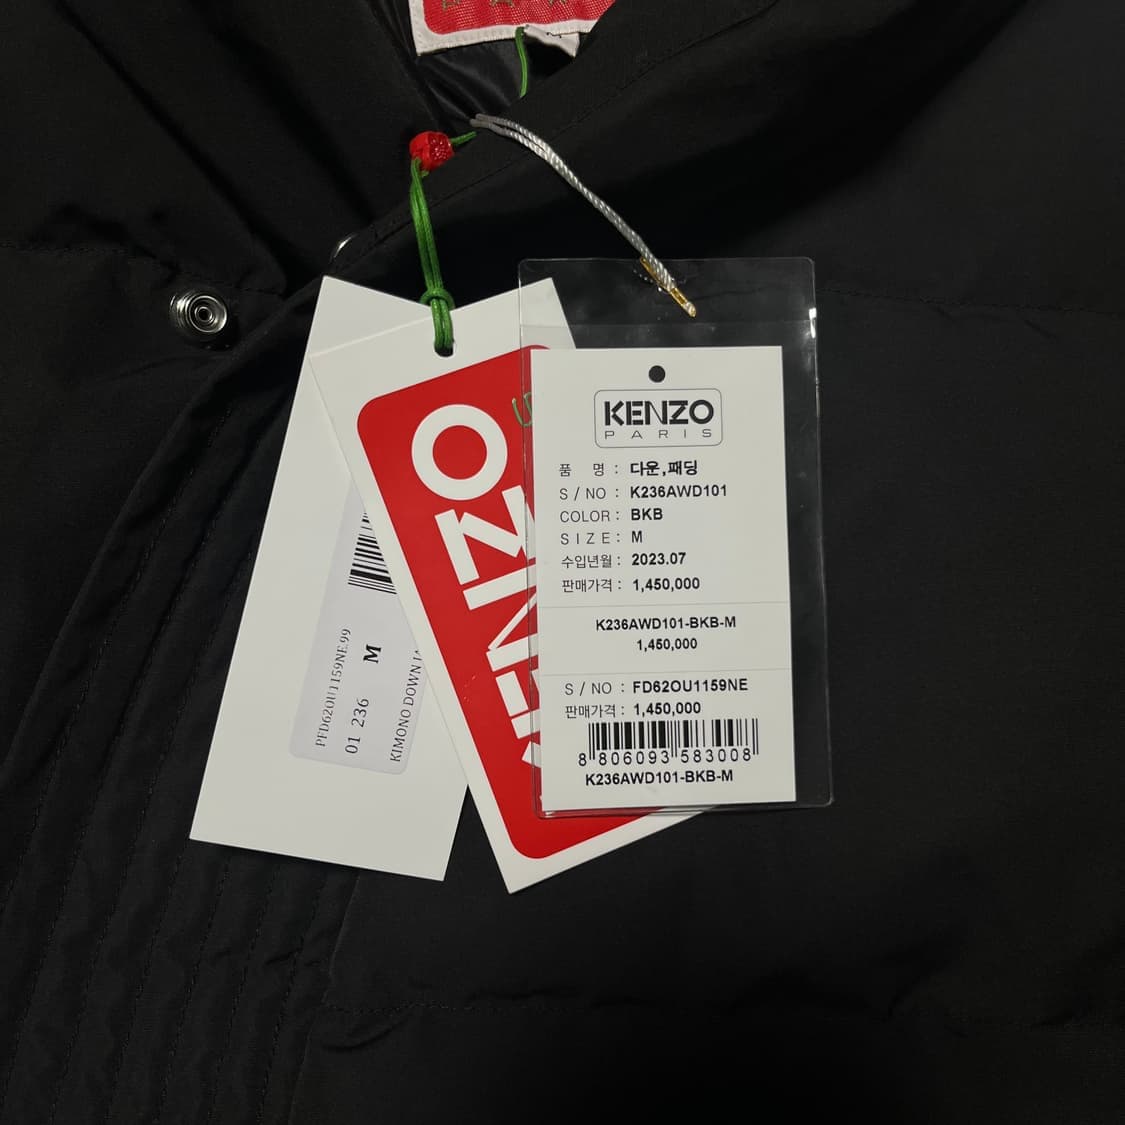 KENZO
PARIS
품 명 : 다운,패딩
S / NO : K236AWD101
COLOR : BKB
SIZE : M
수입년월 : 2023.07
판매가격 : 1,450,000
K236AWD101-BKB-M
1,450,000
S / NO : FD62OU1159NE
판매가격 : 1,450,000
8 806093 583008
K236AWD101-BKB-M
PFD62OU1159NE.99
01 236 M
KIMONO DOWN
KENZO